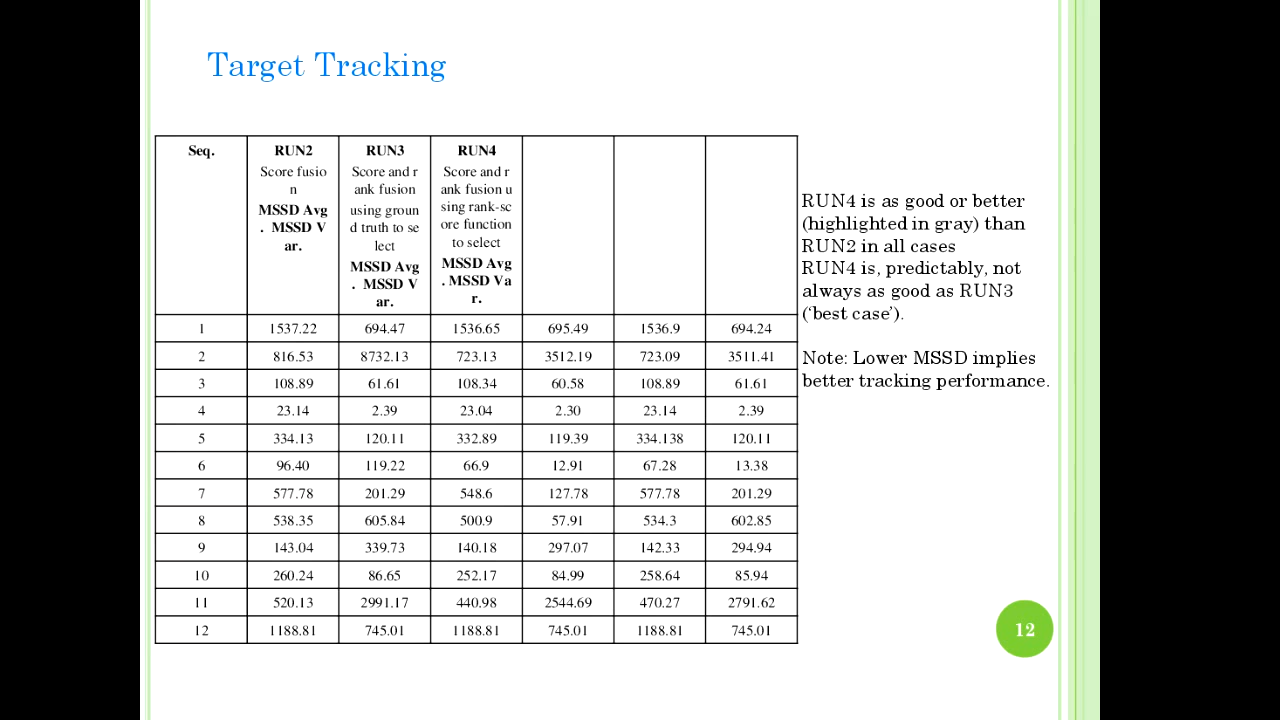 Target Tracking
Seq. RUN2 RUN3 RUN4
Score fusio
n
MSSD Avg
. MSSD V
ar.
Score and r
ank fusion
using groun
d truth to se
lect
MSSD Avg
. MSSD V
ar.
Score and r
ank fusion u
sing rank-sc
ore function
to select
MSSD Avg
. MSSD Va
r.
1 1537.22 694.47 1536.65 695.49 1536.9 694.24
2 816.53 8732.13 723.13 3512.19 723.09 3511.41
3 108.89 61.61 108.34 60.58 108.89 61.61
4 23.14 2.39 23.04 2.30 23.14 2.39
5 334.13 120.11 332.89 119.39 334.138 120.11
6 96.40 119.22 66.9 12.91 67.28 13.38
7 577.78 201.29 548.6 127.78 577.78 201.29
8 538.35 605.84 500.9 57.91 534.3 602.85
9 143.04 339.73 140.18 297.07 142.33 294.94
10 260.24 86.65 252.17 84.99 258.64 85.94
11 520.13 2991.17 440.98 2544.69 470.27 2791.62
12 1188.81 745.01 1188.81 745.01 1188.81 745.01
RUN4 is as good or better
(highlighted in gray) than
RUN2 in all cases
RUN4 is, predictably, not
always as good as RUN3
(‘best case’).
Note: Lower MSSD implies
better tracking performance.
12